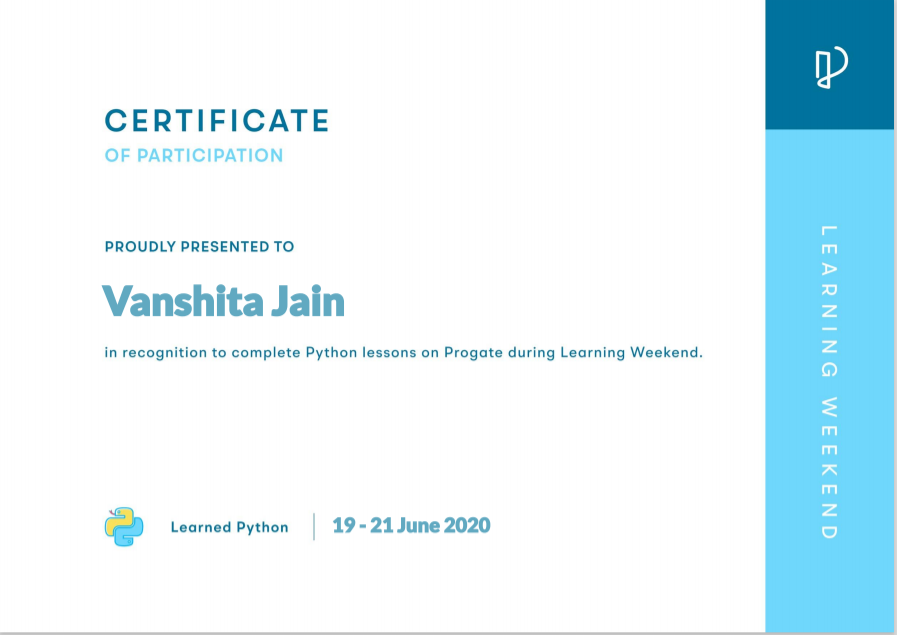 CERTIFICATE
OF PARTICIPATION
PROUDLY PRESENTED TO
Vanshita Jain
in recognition to complete Python lessons on Progate during Learning Weekend.
Learned Python
19 - 21 June 2020
LEARNING WEEKEND